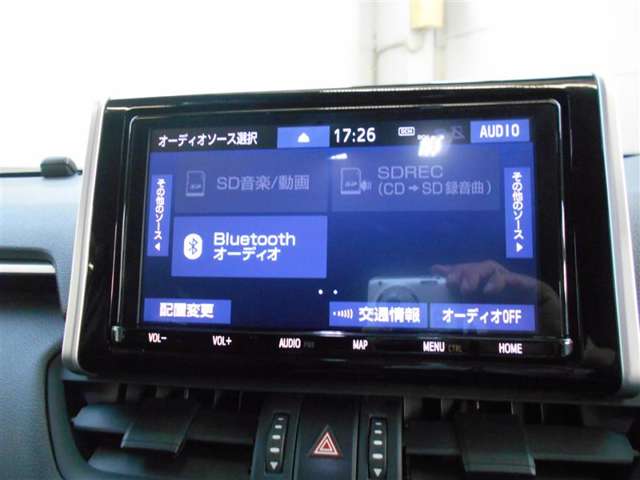 オーディオソース選択
17:26
AUDIO
SD音楽/動画
SDREC
(CD→SD録音曲)
その他のソース
その他のソース
Bluetooth
オーディオ
配置変更
交通情報
オーディオOFF
VOL- VOL+ AUDIO MAP MENU CTRL HOME